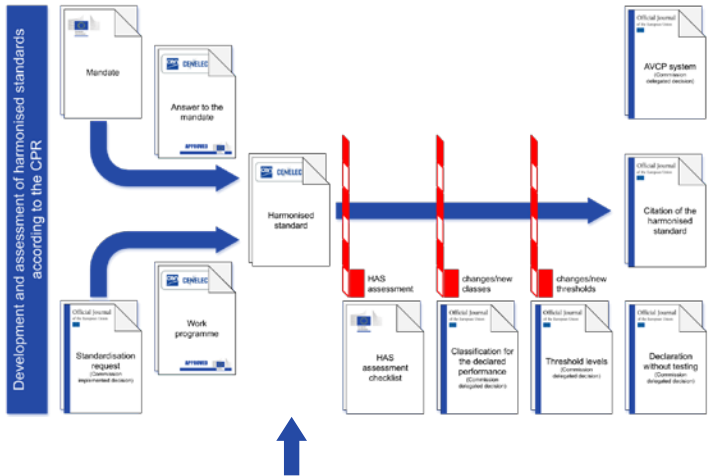 Development and assessment of harmonised standards
according to the CPR
Mandate
CEN
CENELEC
Answer to the
mandate
APPROVED
Official Journal
of the European Union
Standardisation
request
(Commission
implemented decision)
CEN
CENELEC
Work
programme
APPROVED
CEN
CENELEC
Harmonised
standard
HAS
assessment
changes/new
classes
changes/new
thresholds
HAS
assessment
checklist
Official Journal
of the European Union
Classification for
the declared
performance
(Commission
delegated decision)
Official Journal
of the European Union
Threshold levels
(Commission
delegated decision)
Official Journal
of the European Union
AVCP system
(Commission
delegated decision)
Official Journal
of the European Union
Citation of the
harmonised
standard
Official Journal
of the European Union
Declaration
without testing
(Commission
delegated decision)